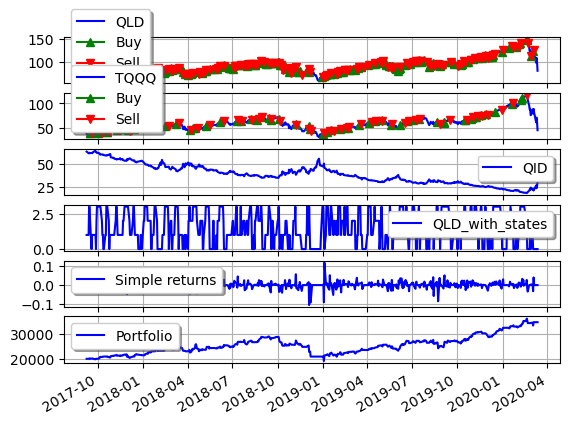 QLD
Buy
Sell
150
100
TQQQ
Buy
Sell
100
50
QID
50
25
QLD_with_states
2.5
0.0
Simple returns
0.1
0.0
−0.1
Portfolio
30000
20000
2017-10 2018-01 2018-04 2018-07 2018-10 2019-01 2019-04 2019-07 2019-10 2020-01 2020-04